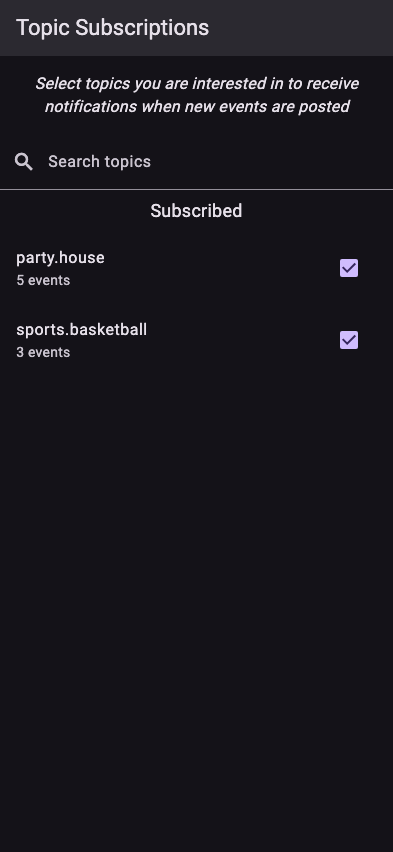 Topic Subscriptions
Select topics you are interested in to receive
notifications when new events are posted
Search topics
Subscribed
party.house
5 events
sports.basketball
3 events